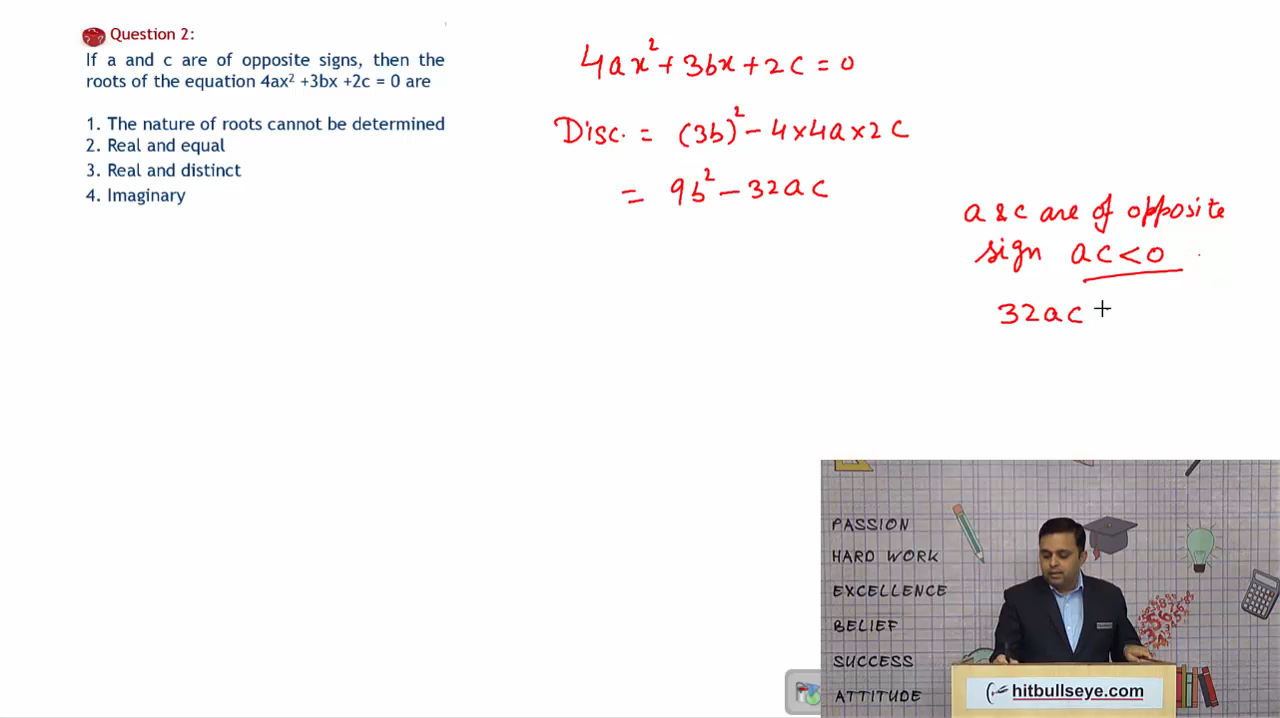 Question 2:
If a and c are of opposite signs, then the
roots of the equation 4ax² +3bx +2c = 0 are
1. The nature of roots cannot be determined
2. Real and equal
3. Real and distinct
4. Imaginary
4ax² + 3bx + 2c = 0
Disc. = (3b)² - 4×4a×2c
= 9b² - 32ac
a & c are of opposite
sign ac < 0
32ac
PASSION
HARD WORK
EXCELLENCE
BELIEF
SUCCESS
ATTITUDE
hitbullseye.com